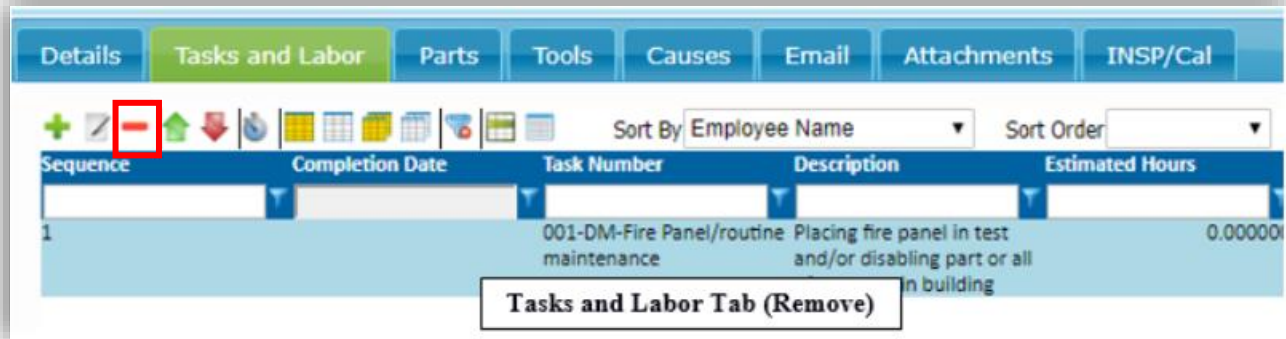 Details Tasks and Labor Parts Tools Causes Email Attachments INSP/Cal
Sort By Employee Name Sort Order
Sequence Completion Date Task Number Description Estimated Hours
1 001-DM-Fire Panel/routine Placing fire panel in test 0.00000
maintenance and/or disabling part or all
in building
Tasks and Labor Tab (Remove)